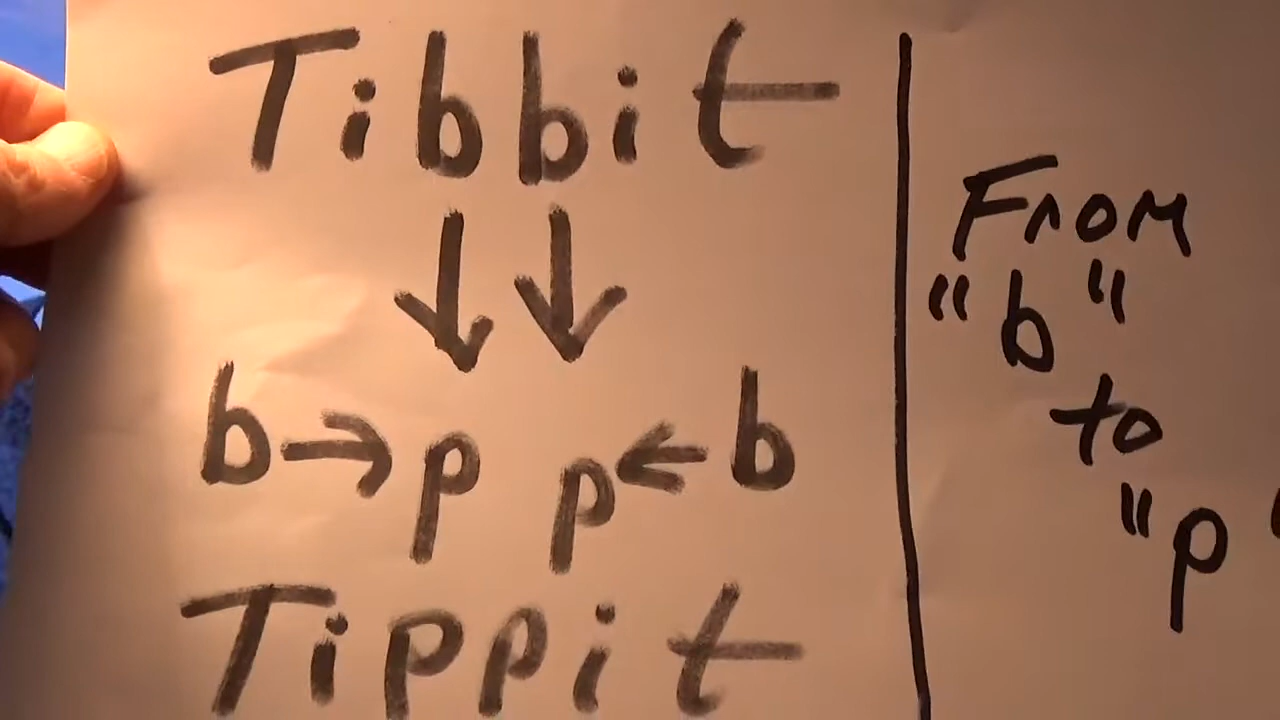 Tibbit
↓ ↓
b → p p ← b
Tippit
From
"b"
to
"p"